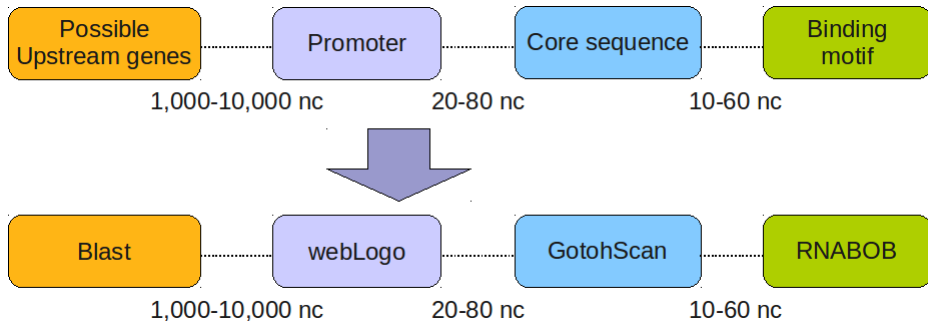 Possible
Upstream genes
Promoter
Core sequence
Binding
motif
1,000-10,000 nc
20-80 nc
10-60 nc
Blast
webLogo
GotohScan
RNABOB
1,000-10,000 nc
20-80 nc
10-60 nc